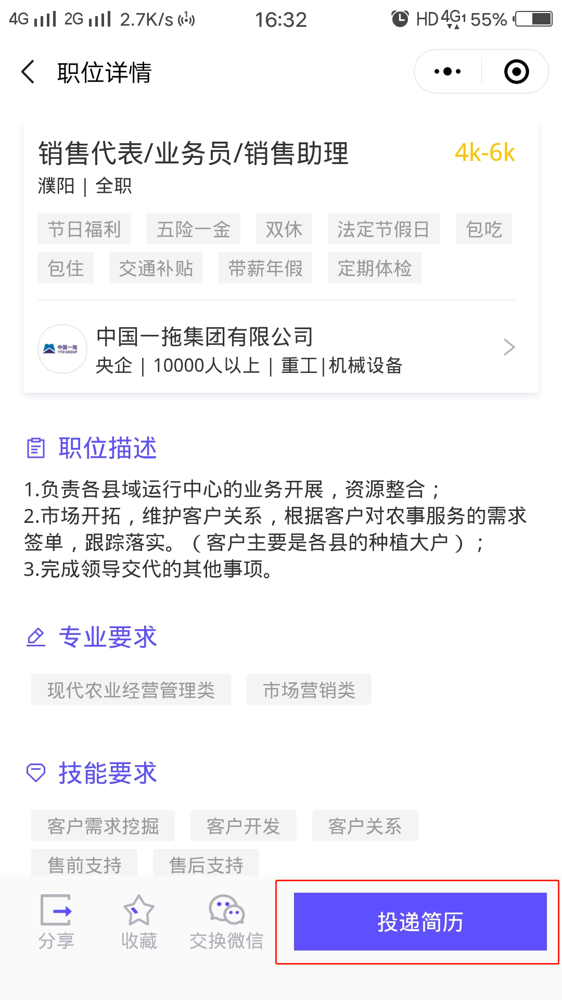 4G 2G 2.7K/s 16:32 HD 4G1 55%
职位详情
销售代表/业务员/销售助理 4k-6k
濮阳 | 全职
节日福利 五险一金 双休 法定节假日 包吃
包住 交通补贴 带薪年假 定期体检
中国一拖集团有限公司
中国一拖
YTO GROUP
央企 | 10000人以上 | 重工|机械设备
职位描述
1.负责各县域运行中心的业务开展，资源整合；
2.市场开拓，维护客户关系，根据客户对农事服务的需求
签单，跟踪落实。（客户主要是各县的种植大户）；
3.完成领导交代的其他事项。
专业要求
现代农业经营管理类 市场营销类
技能要求
客户需求挖掘 客户开发 客户关系
售前支持 售后支持
分享 收藏 交换微信 投递简历